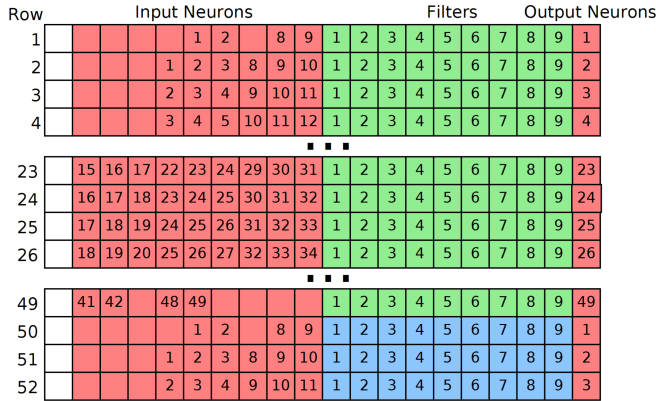 Row Input Neurons Filters Output Neurons
1 1 2 8 9 1 2 3 4 5 6 7 8 9 1
2 1 2 3 8 9 10 1 2 3 4 5 6 7 8 9 2
3 2 3 4 9 10 11 1 2 3 4 5 6 7 8 9 3
4 3 4 5 10 11 12 1 2 3 4 5 6 7 8 9 4
...
23 15 16 17 22 23 24 29 30 31 1 2 3 4 5 6 7 8 9 23
24 16 17 18 23 24 25 30 31 32 1 2 3 4 5 6 7 8 9 24
25 17 18 19 24 25 26 31 32 33 1 2 3 4 5 6 7 8 9 25
26 18 19 20 25 26 27 32 33 34 1 2 3 4 5 6 7 8 9 26
...
49 41 42 48 49 1 2 3 4 5 6 7 8 9 49
50 1 2 8 9 1 2 3 4 5 6 7 8 9 1
51 1 2 3 8 9 10 1 2 3 4 5 6 7 8 9 2
52 2 3 4 9 10 11 1 2 3 4 5 6 7 8 9 3